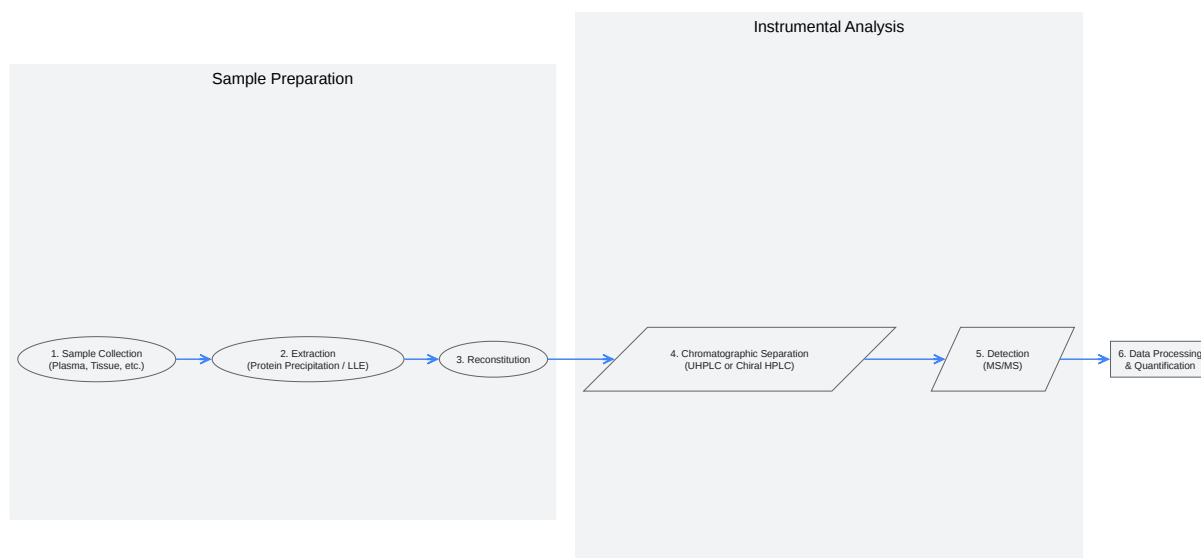 Instrumental Analysis
Sample Preparation
1. Sample Collection
(Plasma, Tissue, etc.)
2. Extraction
(Protein Precipitation / LLE)
3. Reconstitution
4. Chromatographic Separation
(UHPLC or Chiral HPLC)
5. Detection
(MS/MS)
6. Data Processing
& Quantification